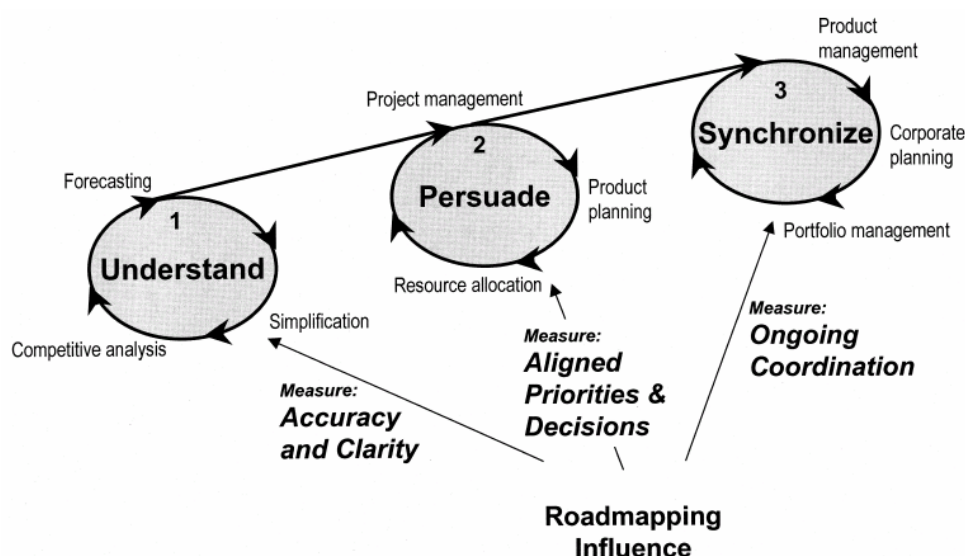 Forecasting
1
Understand
Simplification
Competitive analysis
Measure:
Accuracy
and Clarity
Project management
2
Persuade
Product
planning
Resource allocation
Measure:
Aligned
Priorities &
Decisions
Product
management
3
Synchronize
Corporate
planning
Portfolio management
Measure:
Ongoing
Coordination
Roadmapping
Influence